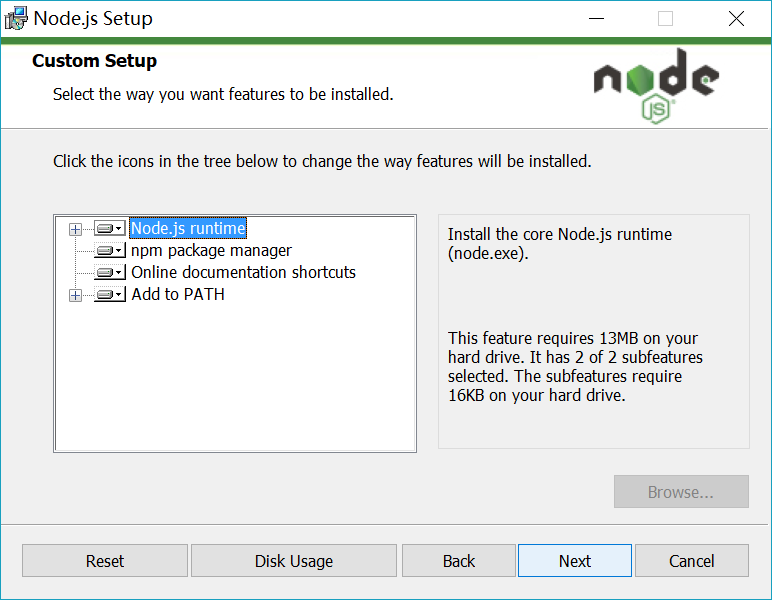 Node.js Setup
Custom Setup
Select the way you want features to be installed.
node
JS
Click the icons in the tree below to change the way features will be installed.
Node.js runtime
npm package manager
Online documentation shortcuts
Add to PATH
Install the core Node.js runtime
(node.exe).
This feature requires 13MB on your
hard drive. It has 2 of 2 subfeatures
selected. The subfeatures require
16KB on your hard drive.
Browse...
Reset
Disk Usage
Back
Next
Cancel